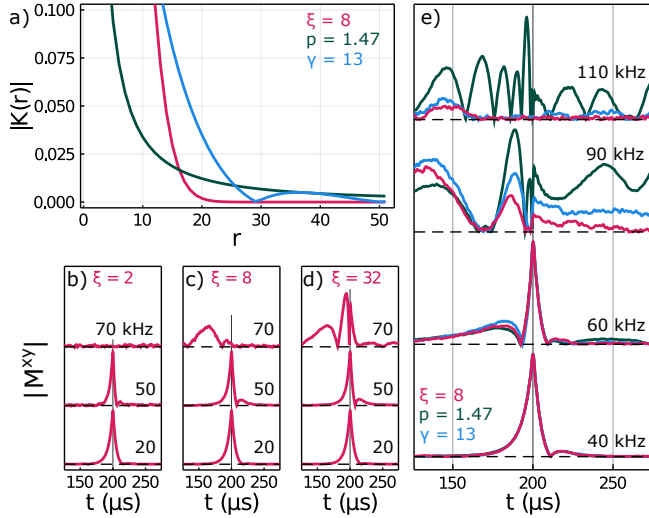 a)
0.100
0.075
0.050
0.025
0.000
|K(r)|
ξ = 8
p = 1.47
γ = 13
0
10
20
30
40
50
r
b)
ξ = 2
70 kHz
50
20
150
200
250
t (μs)
|Mˣʸ|
c)
ξ = 8
70
50
20
150
200
250
t (μs)
d)
ξ = 32
70
50
20
150
200
250
t (μs)
e)
110 kHz
90 kHz
60 kHz
40 kHz
ξ = 8
p = 1.47
γ = 13
150
200
250
t (μs)